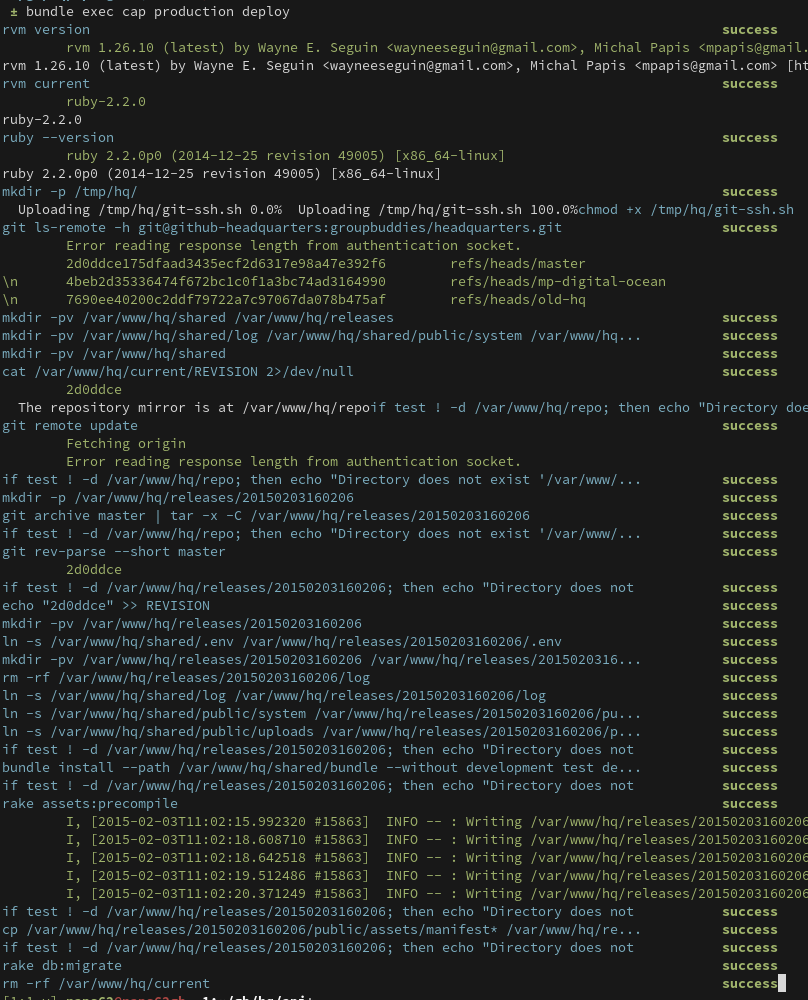 ± bundle exec cap production deploy
rvm version success
rvm 1.26.10 (latest) by Wayne E. Seguin <wayneeseguin@gmail.com>, Michal Papis <mpapis@gmail.
rvm 1.26.10 (latest) by Wayne E. Seguin <wayneeseguin@gmail.com>, Michal Papis <mpapis@gmail.com> [ht
rvm current success
ruby-2.2.0
ruby-2.2.0
ruby --version success
ruby 2.2.0p0 (2014-12-25 revision 49005) [x86_64-linux]
ruby 2.2.0p0 (2014-12-25 revision 49005) [x86_64-linux]
mkdir -p /tmp/hq/ success
Uploading /tmp/hq/git-ssh.sh 0.0%  Uploading /tmp/hq/git-ssh.sh 100.0%chmod +x /tmp/hq/git-ssh.sh
git ls-remote -h git@github-headquarters:groupbuddies/headquarters.git success
Error reading response length from authentication socket.
2d0ddce175dfaad3435ecf2d6317e98a47e392f6 refs/heads/master
\n 4beb2d35336474f672bc1c0f1a3bc74ad3164990 refs/heads/mp-digital-ocean
\n 7690ee40200c2ddf79722a7c97067da078b475af refs/heads/old-hq
mkdir -pv /var/www/hq/shared /var/www/hq/releases success
mkdir -pv /var/www/hq/shared/log /var/www/hq/shared/public/system /var/www/hq... success
mkdir -pv /var/www/hq/shared success
cat /var/www/hq/current/REVISION 2>/dev/null success
2d0ddce
The repository mirror is at /var/www/hq/repoif test ! -d /var/www/hq/repo; then echo "Directory doe
git remote update success
Fetching origin
Error reading response length from authentication socket.
if test ! -d /var/www/hq/repo; then echo "Directory does not exist '/var/www/... success
mkdir -p /var/www/hq/releases/20150203160206 success
git archive master | tar -x -C /var/www/hq/releases/20150203160206 success
if test ! -d /var/www/hq/repo; then echo "Directory does not exist '/var/www/... success
git rev-parse --short master success
2d0ddce
if test ! -d /var/www/hq/releases/20150203160206; then echo "Directory does not success
echo "2d0ddce" >> REVISION success
mkdir -pv /var/www/hq/releases/20150203160206 success
ln -s /var/www/hq/shared/.env /var/www/hq/releases/20150203160206/.env success
mkdir -pv /var/www/hq/releases/20150203160206 /var/www/hq/releases/2015020316... success
rm -rf /var/www/hq/releases/20150203160206/log success
ln -s /var/www/hq/shared/log /var/www/hq/releases/20150203160206/log success
ln -s /var/www/hq/shared/public/system /var/www/hq/releases/20150203160206/pu... success
ln -s /var/www/hq/shared/public/uploads /var/www/hq/releases/20150203160206/p... success
if test ! -d /var/www/hq/releases/20150203160206; then echo "Directory does not success
bundle install --path /var/www/hq/shared/bundle --without development test de... success
if test ! -d /var/www/hq/releases/20150203160206; then echo "Directory does not success
rake assets:precompile success
I, [2015-02-03T11:02:15.992320 #15863]  INFO -- : Writing /var/www/hq/releases/20150203160206
I, [2015-02-03T11:02:18.608710 #15863]  INFO -- : Writing /var/www/hq/releases/20150203160206
I, [2015-02-03T11:02:18.642518 #15863]  INFO -- : Writing /var/www/hq/releases/20150203160206
I, [2015-02-03T11:02:19.512486 #15863]  INFO -- : Writing /var/www/hq/releases/20150203160206
I, [2015-02-03T11:02:20.371249 #15863]  INFO -- : Writing /var/www/hq/releases/20150203160206
if test ! -d /var/www/hq/releases/20150203160206; then echo "Directory does not success
cp /var/www/hq/releases/20150203160206/public/assets/manifest* /var/www/hq/re... success
if test ! -d /var/www/hq/releases/20150203160206; then echo "Directory does not success
rake db:migrate success
rm -rf /var/www/hq/current success